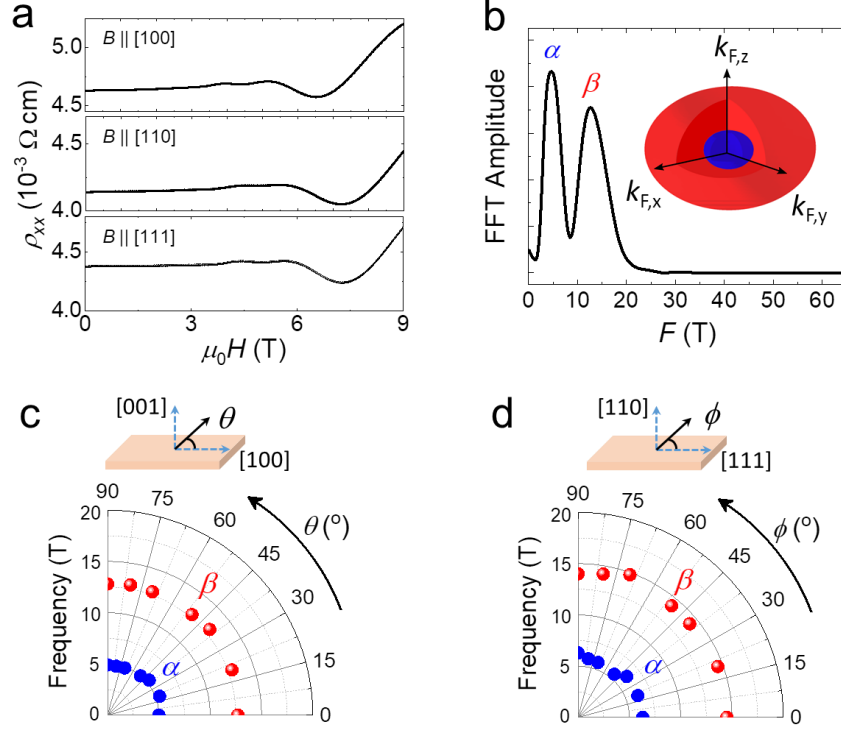 a
5.0
4.5
B || [100]
4.5
4.0
B || [110]
4.5
4.0
B || [111]
ρxx (10⁻³ Ω cm)
0 3 6 9
μ₀H (T)
b
α
β
kF,z
kF,x
kF,y
FFT Amplitude
0 10 20 30 40 50 60
F (T)
c
[001]
θ
[100]
90
75
60
45
30
15
0
θ (°)
20
15
10
5
0
Frequency (T)
β
α
d
[110]
ϕ
[111]
90
75
60
45
30
15
0
ϕ (°)
20
15
10
5
0
Frequency (T)
β
α